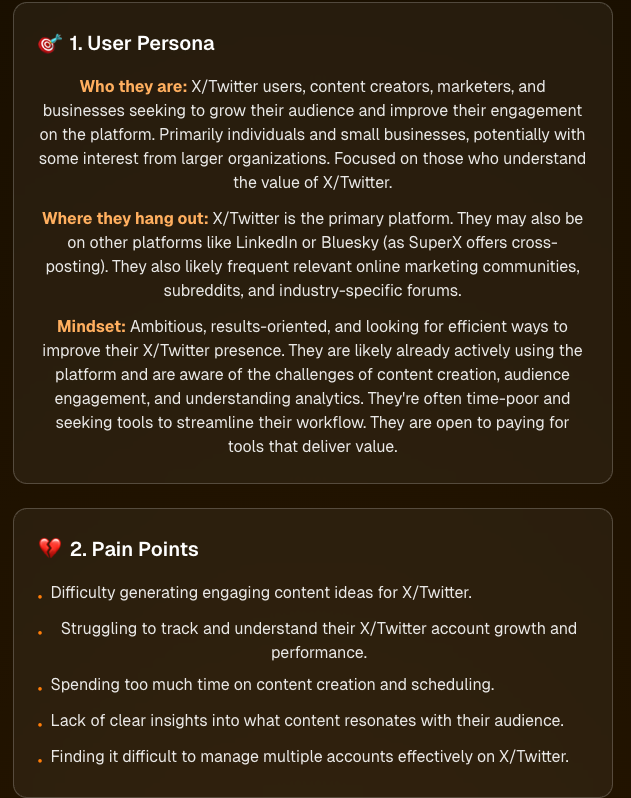 🎯 1. User Persona
Who they are: X/Twitter users, content creators, marketers, and
businesses seeking to grow their audience and improve their engagement
on the platform. Primarily individuals and small businesses, potentially with
some interest from larger organizations. Focused on those who understand
the value of X/Twitter.
Where they hang out: X/Twitter is the primary platform. They may also be
on other platforms like LinkedIn or Bluesky (as SuperX offers cross-
posting). They also likely frequent relevant online marketing communities,
subreddits, and industry-specific forums.
Mindset: Ambitious, results-oriented, and looking for efficient ways to
improve their X/Twitter presence. They are likely already actively using the
platform and are aware of the challenges of content creation, audience
engagement, and understanding analytics. They're often time-poor and
seeking tools to streamline their workflow. They are open to paying for
tools that deliver value.
💔 2. Pain Points
• Difficulty generating engaging content ideas for X/Twitter.
• Struggling to track and understand their X/Twitter account growth and
performance.
• Spending too much time on content creation and scheduling.
• Lack of clear insights into what content resonates with their audience.
• Finding it difficult to manage multiple accounts effectively on X/Twitter.